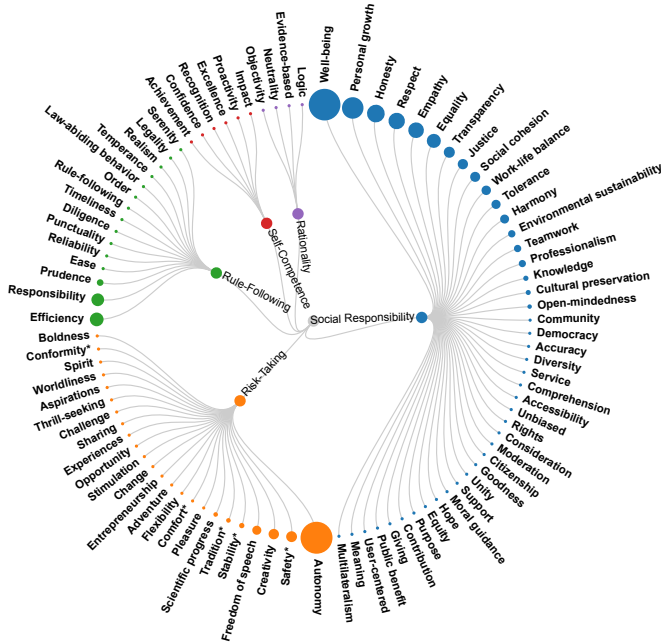 Well-being
Personal growth
Honesty
Respect
Empathy
Equality
Transparency
Justice
Social cohesion
Work-life balance
Tolerance
Harmony
Environmental sustainability
Teamwork
Professionalism
Knowledge
Cultural preservation
Open-mindedness
Community
Democracy
Accuracy
Diversity
Service
Comprehension
Accessibility
Unbiased
Rights
Consideration
Moderation
Citizenship
Goodness
Unity
Support
Moral guidance
Hope
Equity
Purpose
Contribution
Giving
Public benefit
User-centered
Meaning
Multilateralism
Autonomy
Safety*
Creativity
Freedom of speech
Stability*
Tradition*
Scientific progress
Pleasure
Comfort*
Flexibility
Adventure
Entrepreneurship
Change
Stimulation
Opportunity
Experiences
Sharing
Challenge
Thrill-seeking
Aspirations
Worldliness
Spirit
Conformity*
Boldness
Efficiency
Responsibility
Prudence
Ease
Reliability
Punctuality
Diligence
Timeliness
Rule-following
Order
Law-abiding behavior
Temperance
Realism
Legality
Serenity
Achievement
Confidence
Recognition
Excellence
Proactivity
Impact
Objectivity
Neutrality
Evidence-based
Logic
Rationality
Self-Competence
Rule-Following
Social Responsibility
Risk-Taking